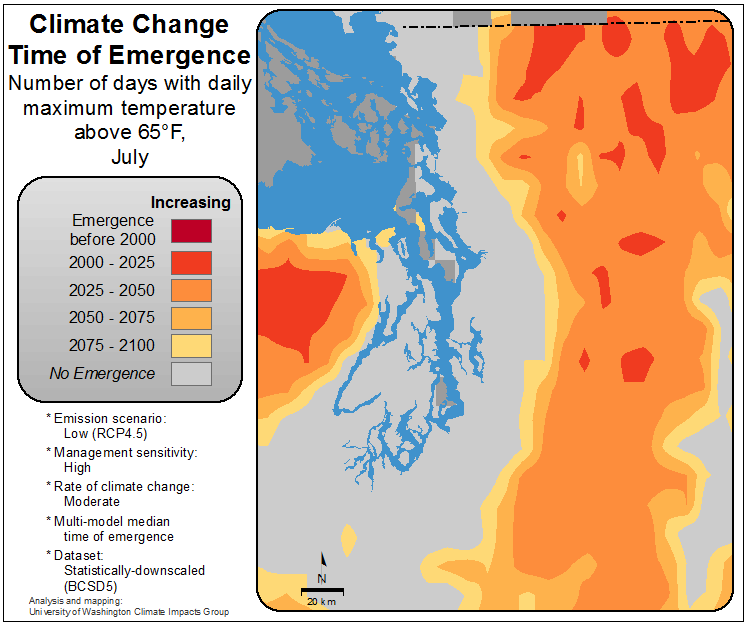 Climate Change
Time of Emergence
Number of days with daily
maximum temperature
above 65°F,
July
Increasing
Emergence
before 2000
2000 - 2025
2025 - 2050
2050 - 2075
2075 - 2100
No Emergence
* Emission scenario:
Low (RCP4.5)
* Management sensitivity:
High
* Rate of climate change:
Moderate
* Multi-model median
time of emergence
* Dataset:
Statistically-downscaled
(BCSD5)
Analysis and mapping:
University of Washington Climate Impacts Group
N
20 km